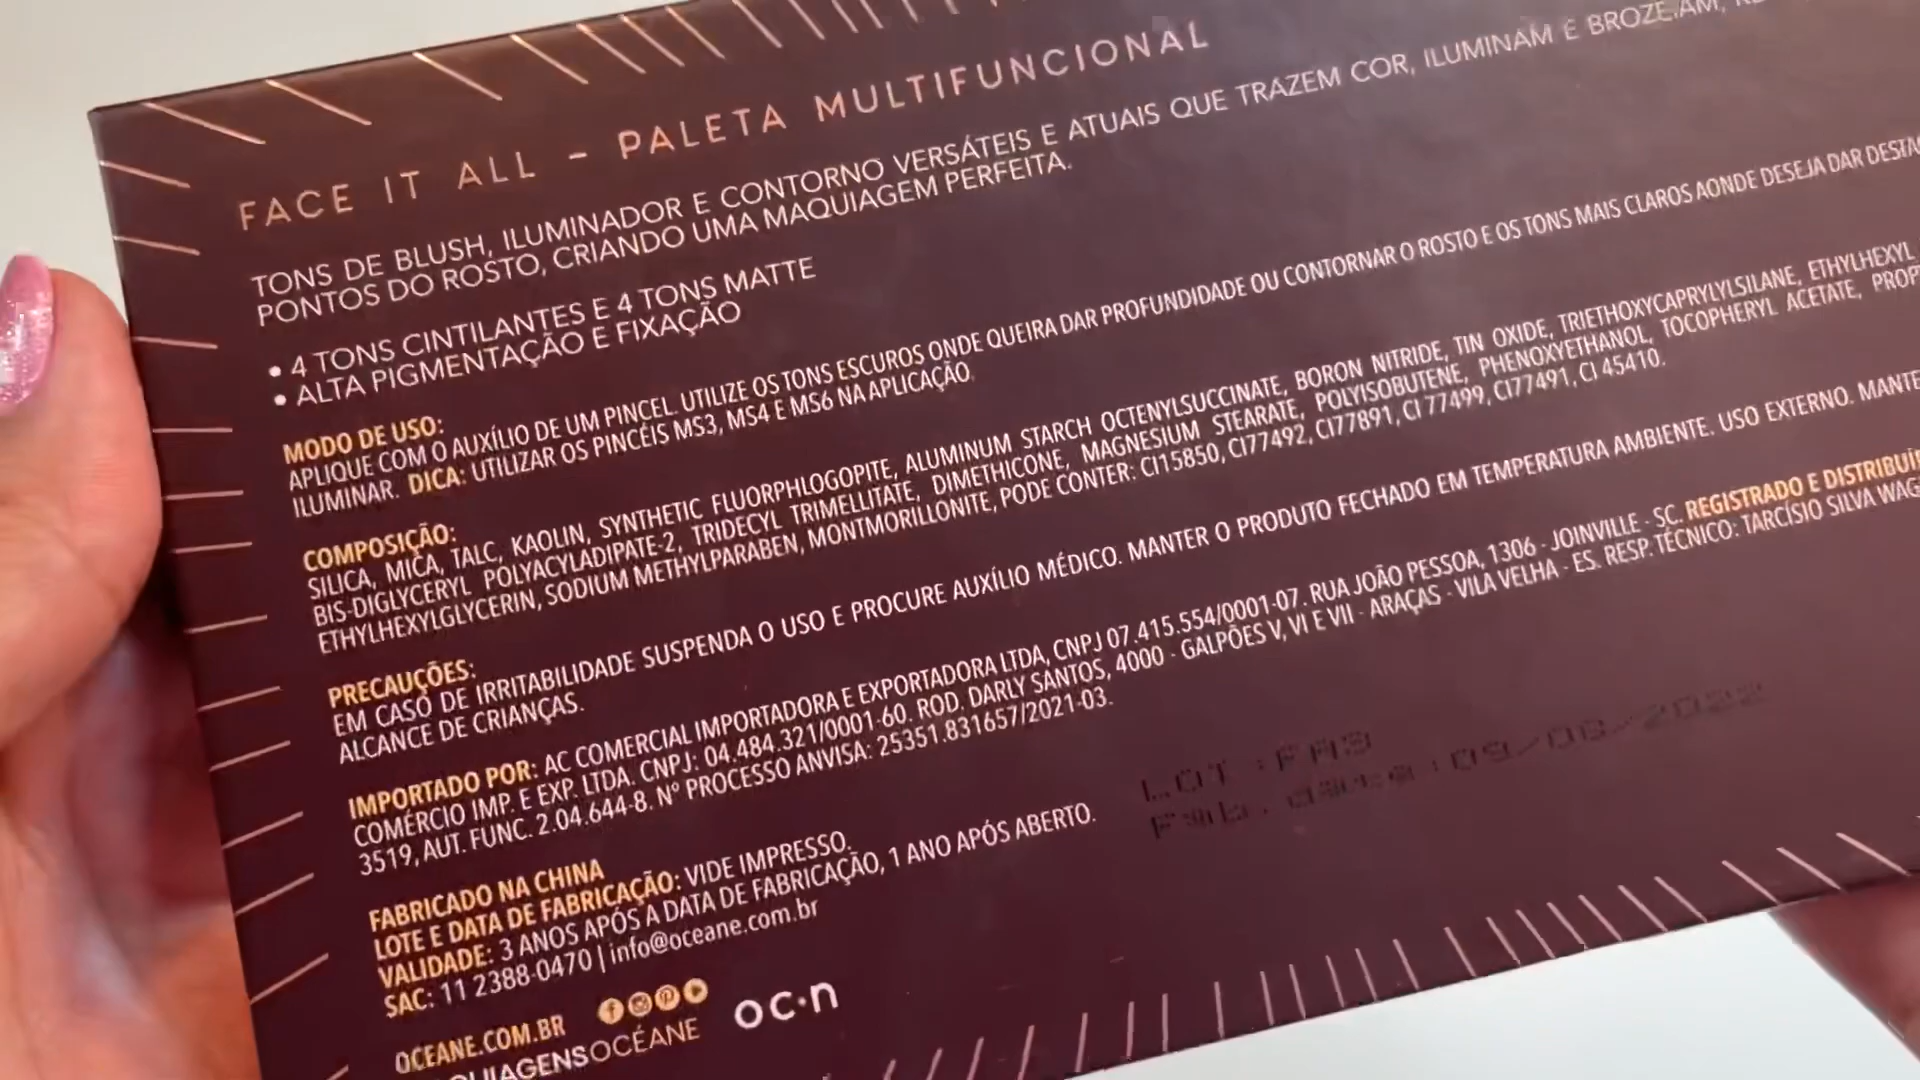 FACE IT ALL - PALETA MULTIFUNCIONAL
TONS DE BLUSH, ILUMINADOR E CONTORNO VERSÁTEIS E ATUAIS QUE TRAZEM COR, ILUMINAM E BROZEIAM,
PONTOS DO ROSTO, CRIANDO UMA MAQUIAGEM PERFEITA.
• 4 TONS CINTILANTES E 4 TONS MATTE
• ALTA PIGMENTAÇÃO E FIXAÇÃO
MODO DE USO:
APLIQUE COM O AUXÍLIO DE UM PINCEL. UTILIZE OS TONS ESCUROS ONDE QUEIRA DAR PROFUNDIDADE OU CONTORNAR O ROSTO E OS TONS MAIS CLAROS AONDE DESEJA DAR
ILUMINAR. DICA: UTILIZAR OS PINCÉIS MS3, MS4 E MS6 NA APLICAÇÃO.
COMPOSIÇÃO:
SILICA, MICA, TALC, KAOLIN, SYNTHETIC FLUORPHLOGOPITE, ALUMINUM STARCH OCTENYLSUCCINATE, BORON NITRIDE, TIN OXIDE, TRIETHOXYCAPRYLYLSILANE, ETHYLHEXYL
BIS-DIGLYCERYL POLYACYLADIPATE-2, TRIDECYL TRIMELLITATE, DIMETHICONE, MAGNESIUM STEARATE, POLYISOBUTENE, PHENOXYETHANOL, TOCOPHERYL ACETATE,
ETHYLHEXYLGLYCERIN, SODIUM METHYLPARABEN, MONTMORILLONITE, PODE CONTER: CI15850, CI77492, CI77891, CI 77499, CI77491, CI 45410.
PRECAUÇÕES:
EM CASO DE IRRITABILIDADE SUSPENDA O USO E PROCURE AUXÍLIO MÉDICO. MANTER O PRODUTO FECHADO EM TEMPERATURA AMBIENTE. USO EXTERNO.
ALCANCE DE CRIANÇAS.
IMPORTADO POR: AC COMERCIAL IMPORTADORA E EXPORTADORA LTDA, CNPJ 07.415.554/0001-07. RUA JOÃO PESSOA, 1306 - JOINVILLE - SC. REGISTRADO E
COMÉRCIO IMP. E EXP. LTDA. CNPJ: 04.484.321/0001-60. ROD. DARLY SANTOS, 4000 - GALPÕES V, VI E VII - ARAÇAS - VILA VELHA - ES. RESP. TÉCNICO: TARCÍSIO SILVA
3519, AUT. FUNC. 2.04.644-8. Nº PROCESSO ANVISA: 25351.831657/2021-03.
FABRICADO NA CHINA
LOTE E DATA DE FABRICAÇÃO: VIDE IMPRESSO.
VALIDADE: 3 ANOS APÓS A DATA DE FABRICAÇÃO, 1 ANO APÓS ABERTO.
SAC: 11 2388-0470 | info@oceane.com.br
LOT :FA9
:09/08/2022
OCEANE.COM.BR
OCÉANE
oc·n